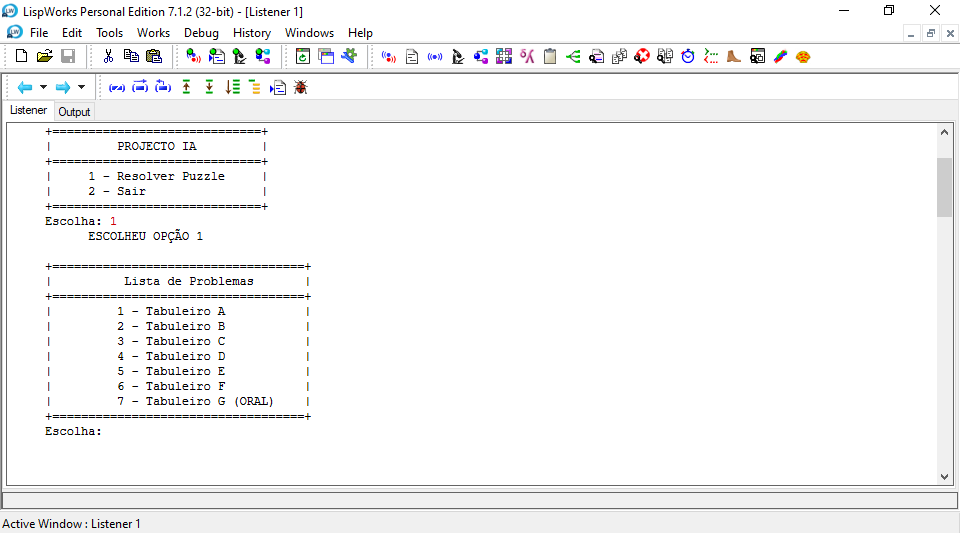 LispWorks Personal Edition 7.1.2 (32-bit) - [Listener 1]
File Edit Tools Works Debug History Windows Help
Listener Output
+=============================+
| PROJECTO IA |
+=============================+
| 1 - Resolver Puzzle |
| 2 - Sair |
+=============================+
Escolha: 1
ESCOLHEU OPÇÃO 1
+===================================+
| Lista de Problemas |
+===================================+
| 1 - Tabuleiro A |
| 2 - Tabuleiro B |
| 3 - Tabuleiro C |
| 4 - Tabuleiro D |
| 5 - Tabuleiro E |
| 6 - Tabuleiro F |
| 7 - Tabuleiro G (ORAL) |
+===================================+
Escolha:
Active Window : Listener 1